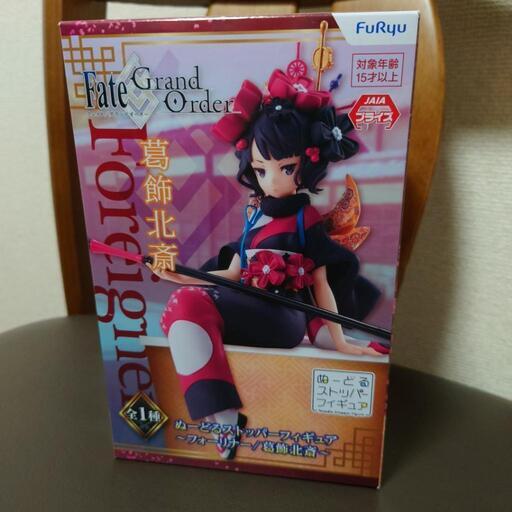 FuRyu
対象年齢
15才以上
JAIA
プライズ
Fate
Grand
Order
葛飾北斎
Foreigner
全1種
ぬーどる
ストッパー
フィギュア
ぬーどるストッパーフィギュア
～フォーリナー/葛飾北斎～